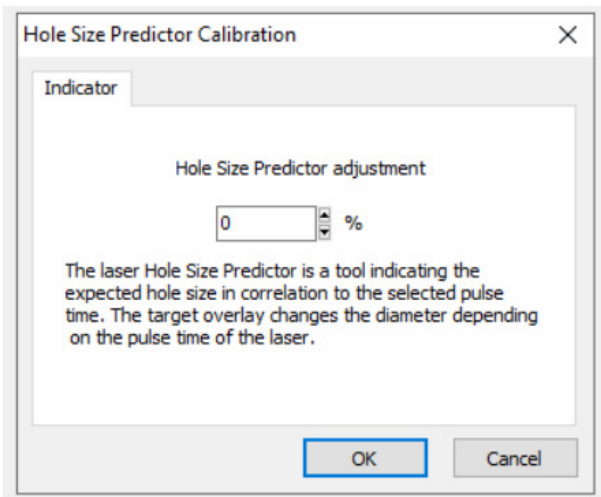 Hole Size Predictor Calibration
Indicator
Hole Size Predictor adjustment
0 %
The laser Hole Size Predictor is a tool indicating the
expected hole size in correlation to the selected pulse
time. The target overlay changes the diameter depending
on the pulse time of the laser.
OK Cancel